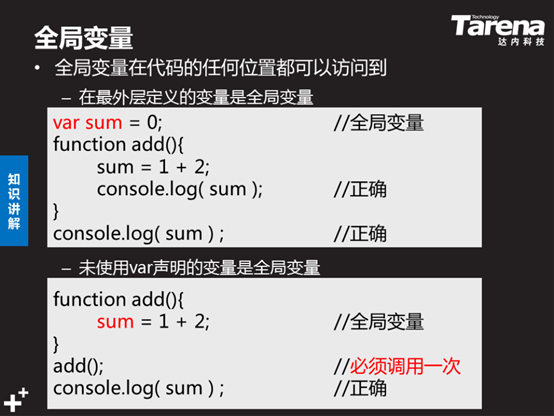 全局变量
Technology
Tarena
达内科技
• 全局变量在代码的任何位置都可以访问到
– 在最外层定义的变量是全局变量
var sum = 0; //全局变量
function add(){
sum = 1 + 2;
console.log( sum ); //正确
}
console.log( sum ) ; //正确
知识讲解
– 未使用var声明的变量是全局变量
function add(){
sum = 1 + 2; //全局变量
}
add(); //必须调用一次
console.log( sum ) ; //正确